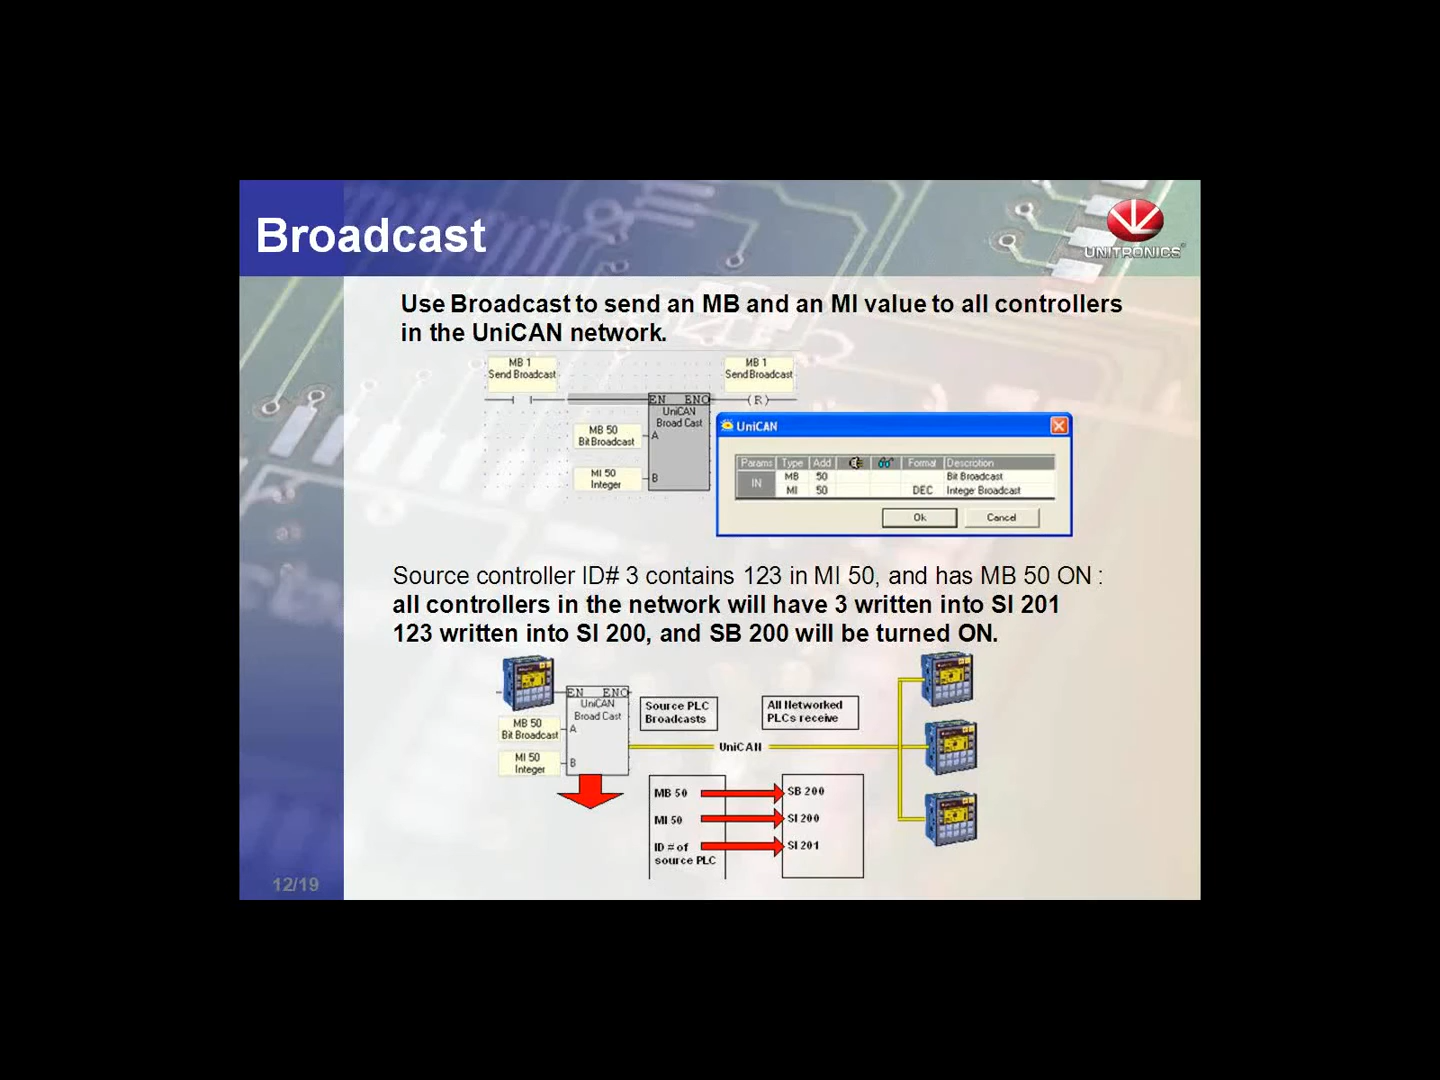 Broadcast
UNITRONICS
Use Broadcast to send an MB and an MI value to all controllers
in the UniCAN network.
MB 1
Send Broadcast
MB 1
Send Broadcast
EN ENO
(R)
UniCAN
Broad Cast
MB 50
Bit Broadcast
A
MI 50
Integer
B
UniCAN
Params Type Add Format Description
IN
MB 50 Bit Broadcast
MI 50 DEC Intege Broadcast
Ok Cancel
Source controller ID# 3 contains 123 in MI 50, and has MB 50 ON :
all controllers in the network will have 3 written into SI 201
123 written into SI 200, and SB 200 will be turned ON.
EN ENO
UniCAN
Broad Cast
MB 50
Bit Broadcast
A
MI 50
Integer
B
Source PLC
Broadcasts
All Networked
PLCs receive
UniCAN
MB 50 SB 200
MI 50 SI 200
ID # of SI 201
source PLC
12/19